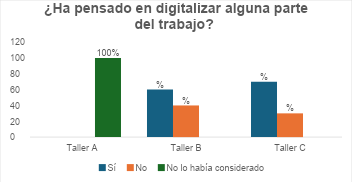 ¿Ha pensado en digitalizar alguna parte
del trabajo?
120
100
80
60
40
20
0
100%
%
%
%
%
Taller A
Taller B
Taller C
Sí
No
No lo había considerado